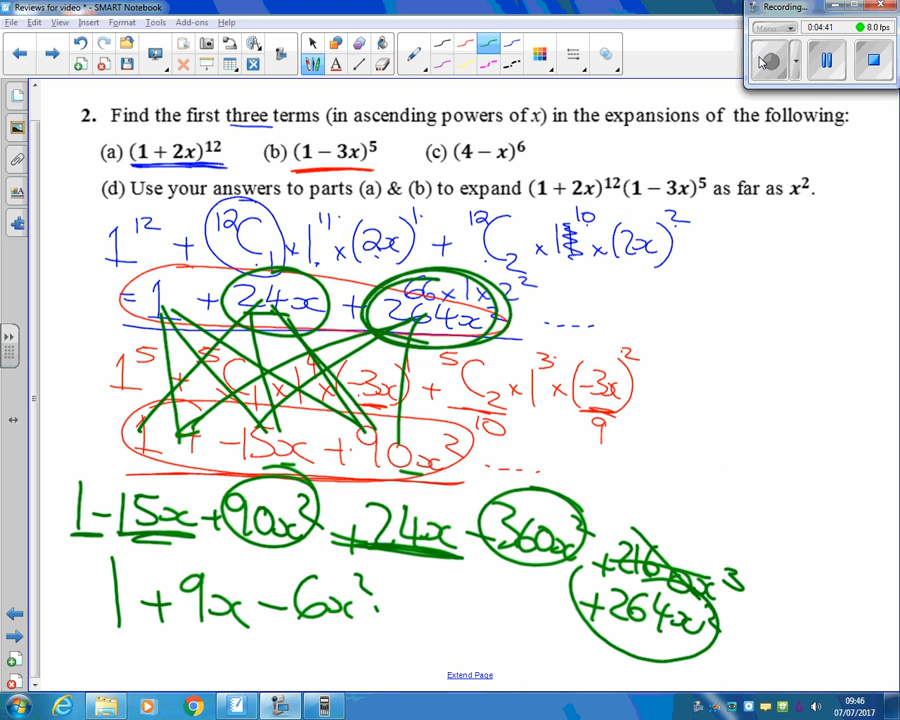 Reviews for video * - SMART Notebook
File Edit View Insert Format Tools Add-ons Help
Recording...
Menu 0:04:41 8.0 fps
2. Find the first three terms (in ascending powers of x) in the expansions of the following:
(a) (1 + 2x)¹² (b) (1 − 3x)⁵ (c) (4 − x)⁶
(d) Use your answers to parts (a) & (b) to expand (1 + 2x)¹²(1 − 3x)⁵ as far as x².
1¹² + ¹²C₁ × 1¹¹ × (2x)¹ + ¹²C₂ × 1¹⁰ × (2x)²
66 × 1 × 2²
= 1 + 24x + 264x² ....
1⁵ + ⁵C₁ × 1⁴ × (-3x)¹ + ⁵C₂ × 1³ × (-3x)²
10 9
1 + -15x + 90x² ....
1 - 15x + 90x² + 24x - 360x² + 2160x³
+ 264x²
1 + 9x - 6x²
Extend Page
09:46
07/07/2017